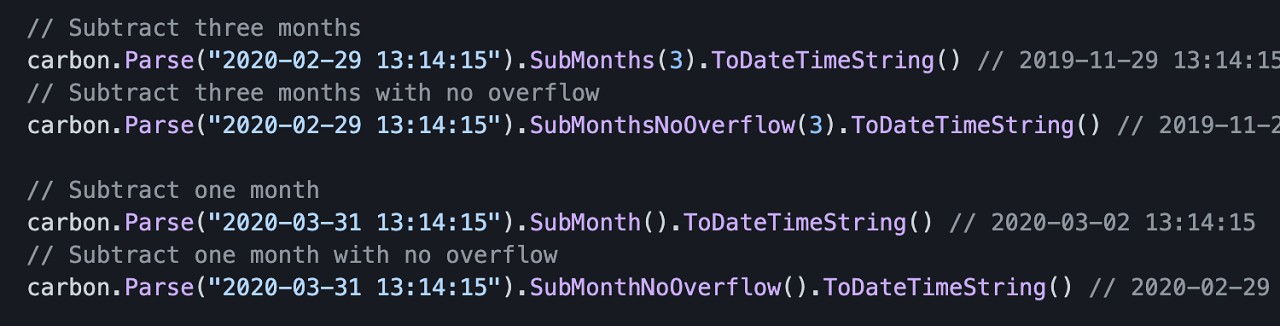 // Subtract three months
carbon.Parse("2020-02-29 13:14:15").SubMonths(3).ToDateTimeString() // 2019-11-29 13:14:15
// Subtract three months with no overflow
carbon.Parse("2020-02-29 13:14:15").SubMonthsNoOverflow(3).ToDateTimeString() // 2019-11-2
// Subtract one month
carbon.Parse("2020-03-31 13:14:15").SubMonth().ToDateTimeString() // 2020-03-02 13:14:15
// Subtract one month with no overflow
carbon.Parse("2020-03-31 13:14:15").SubMonthNoOverflow().ToDateTimeString() // 2020-02-29